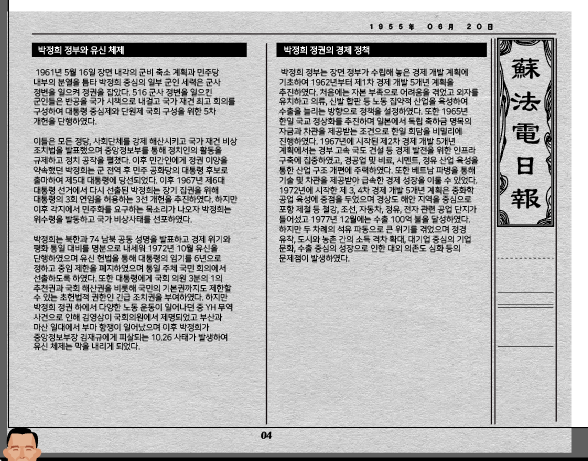 1955年 06月 20日
박정희 정부와 유신 체제
1961년 5월 16일 장면 내각의 군비 축소 계획과 민주당
내부의 분열을 틈타 박정희 중심의 일부 군인 세력은 군사
정변을 일으켜 정권을 잡았다. 516 군사 정변을 일으킨
군인들은 반공을 국가 시책으로 내걸고 국가 재건 최고 회의를
구성하여 대통령 중심제와 단원제 국회 구성을 위한 5차
개헌을 단행하였다.
이들은 모든 정당, 사회단체를 강제 해산시키고 국가 재건 비상
조치법을 발표했으며 중앙정보부를 통해 정치인의 활동을
규제하고 정치 공작을 펼쳤다. 이후 민간인에게 정권 이양을
약속했던 박정희는 군 전역 후 민주 공화당의 대통령 후보로
출마하여 제5대 대통령에 당선되었다. 이후 1967년 제6대
대통령 선거에서 다시 선출된 박정희는 장기 집권을 위해
대통령의 3회 연임을 허용하는 3선 개헌을 추진하였다. 하지만
이후 각지에서 민주화를 요구하는 목소리가 나오자 박정희는
위수령을 발동하고 국가 비상사태를 선포하였다.
박정희는 북한과 74 남북 공동 성명을 발표하고 경제 위기와
평화 통일 대비를 명분으로 내세워 1972년 10월 유신을
단행하였으며 유신 헌법을 통해 대통령의 임기를 6년으로
정하고 중임 제한을 폐지하였으며 통일 주체 국민 회의에서
선출하도록 하였다. 또한 대통령에게 국회 의원 3분의 1의
추천권과 국회 해산권을 비롯해 국민의 기본권까지도 제한할
수 있는 초헌법적 권한인 긴급 조치권을 부여하였다. 하지만
박정희 정권 하에서 다양한 노동 운동이 일어나던 중 YH 무역
사건으로 인해 김영삼이 국회의원에서 제명되었고 부산과
마산 일대에서 부마 항쟁이 일어났으며 이후 박정희가
중앙정보부장 김재규에게 피살되는 10.26 사태가 발생하여
유신 체제는 막을 내리게 되었다.
박정희 정권의 경제 정책
박정희 정부는 장면 정부가 수립해 놓은 경제 개발 계획에
기초하여 1962년부터 제1차 경제 개발 5개년 계획을
추진하였다. 처음에는 자본 부족으로 어려움을 겪었고 외자를
유치하고 의류, 신발 합판 등 노동 집약적 산업을 육성하여
수출을 늘리는 방향으로 정책을 설정하였다. 또한 1965년
한일 국교 정상화를 추진하며 일본에서 독립 축하금 명목의
자금과 차관을 제공받는 조건으로 한일 회담을 비밀리에
진행하였다. 1967년에 시작된 제2차 경제 개발 5개년
계획에서는 경부 고속 국도 건설 등 경제 발전을 위한 인프라
구축에 집중하였고, 경공업 및 비료, 시멘트, 정유 산업 육성을
통한 산업 구조 개편에 주력하였다. 또한 베트남 파병을 통해
기술 및 차관을 제공받아 급속한 경제 성장을 이룰 수 있었다.
1972년에 시작한 제 3, 4차 경제 개발 5개년 계획은 중화학
공업 육성에 중점을 두었으며 경상도 해안 지역을 중심으로
포항 제철 등 철강, 조선, 자동차, 정유, 전자 관련 공업 단지가
들어섰고 1977년 12월에는 수출 100억 불을 달성하였다.
하지만 두 차례의 석유 파동으로 큰 위기를 겪었으며 정경
유착, 도시와 농촌 간의 소득 격차 확대, 대기업 중심의 기업
문화, 수출 중심의 성장으로 인한 대외 의존도 심화 등의
문제점이 발생하였다.
蘇法電日報
04